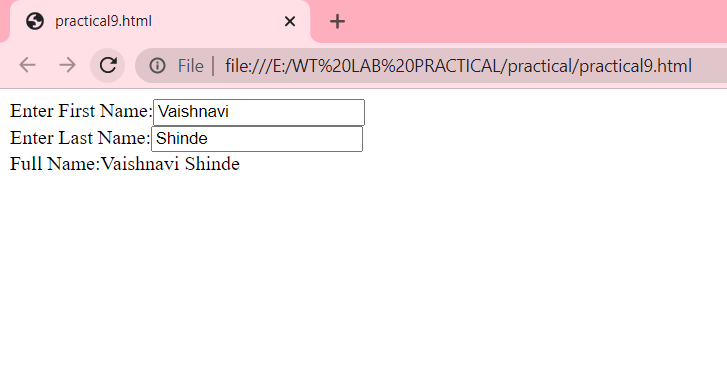 practical9.html
File | file:///E:/WT%20LAB%20PRACTICAL/practical/practical9.html
Enter First Name:Vaishnavi
Enter Last Name:Shinde
Full Name:Vaishnavi Shinde